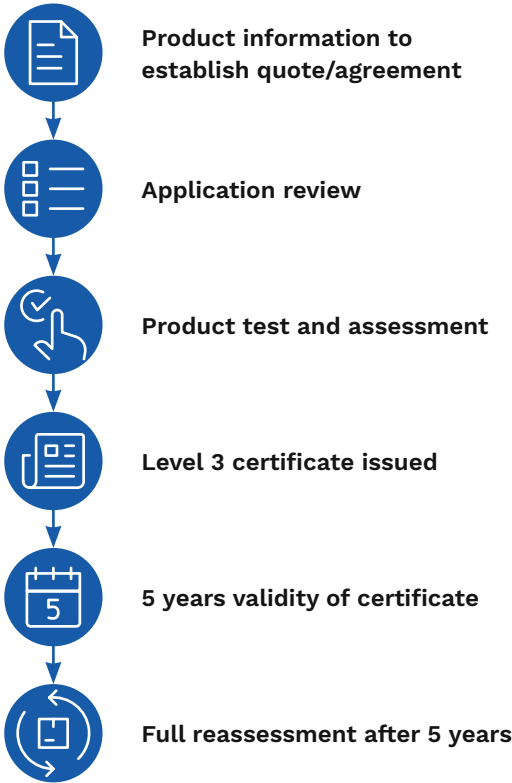 Product information to
establish quote/agreement
Application review
Product test and assessment
Level 3 certificate issued
5
5 years validity of certificate
Full reassessment after 5 years